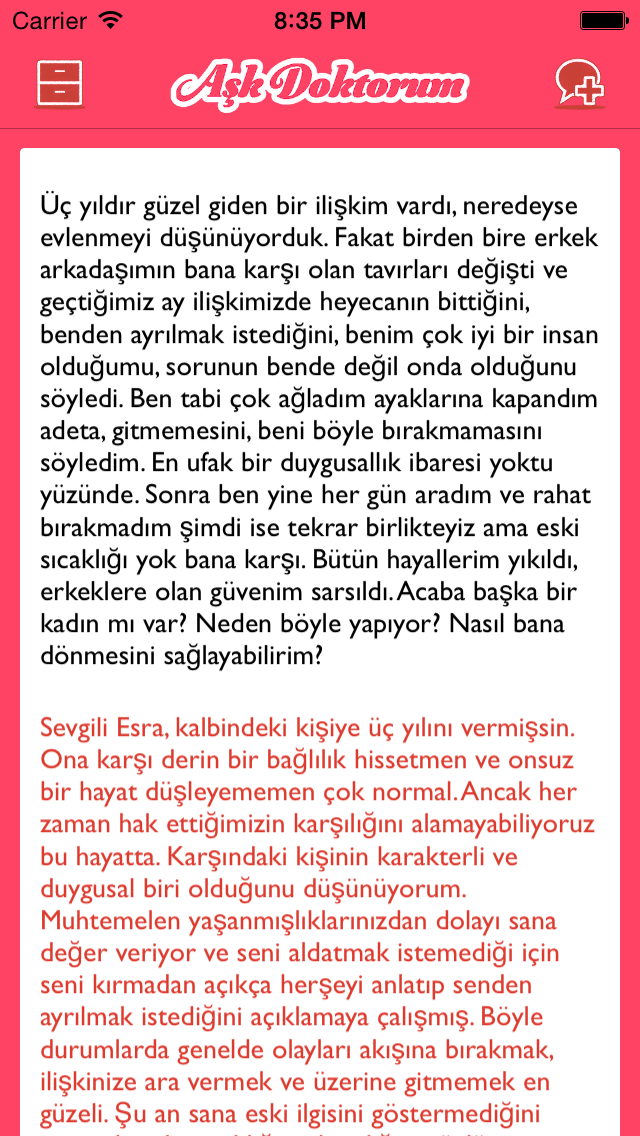 Carrier
8:35 PM
Aşk Doktorum
Üç yıldır güzel giden bir ilişkim vardı, neredeyse
evlenmeyi düşünüyorduk. Fakat birden bire erkek
arkadaşımın bana karşı olan tavırları değişti ve
geçtiğimiz ay ilişkimizde heyecanın bittiğini,
benden ayrılmak istediğini, benim çok iyi bir insan
olduğumu, sorunun bende değil onda olduğunu
söyledi. Ben tabi çok ağladım ayaklarına kapandım
adeta, gitmemesini, beni böyle bırakmamasını
söyledim. En ufak bir duygusallık ibaresi yoktu
yüzünde. Sonra ben yine her gün aradım ve rahat
bırakmadım şimdi ise tekrar birlikteyiz ama eski
sıcaklığı yok bana karşı. Bütün hayallerim yıkıldı,
erkeklere olan güvenim sarsıldı. Acaba başka bir
kadın mı var? Neden böyle yapıyor? Nasıl bana
dönmesini sağlayabilirim?
Sevgili Esra, kalbindeki kişiye üç yılını vermişsin.
Ona karşı derin bir bağlılık hissetmen ve onsuz
bir hayat düşleyememen çok normal. Ancak her
zaman hak ettiğimizin karşılığını alamayabiliyoruz
bu hayatta. Karşındaki kişinin karakterli ve
duygusal biri olduğunu düşünüyorum.
Muhtemelen yaşanmışlıklarınızdan dolayı sana
değer veriyor ve seni aldatmak istemediği için
seni kırmadan açıkça herşeyi anlatıp senden
ayrılmak istediğini açıklamaya çalışmış. Böyle
durumlarda genelde olayları akışına bırakmak,
ilişkinize ara vermek ve üzerine gitmemek en
güzeli. Şu an sana eski ilgisini göstermediğini